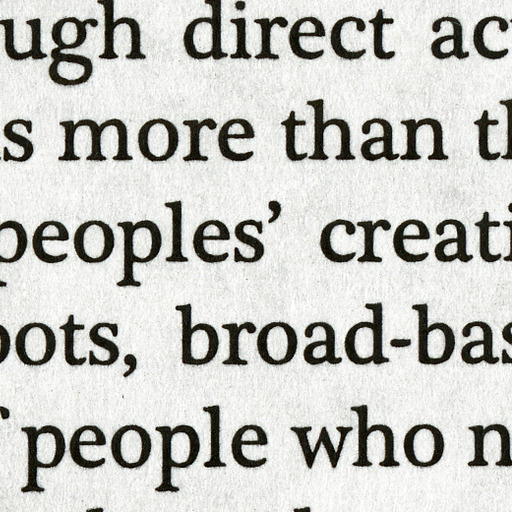 ugh direct ac
s more than th
peoples’ creati
ots, broad-bas
people who n